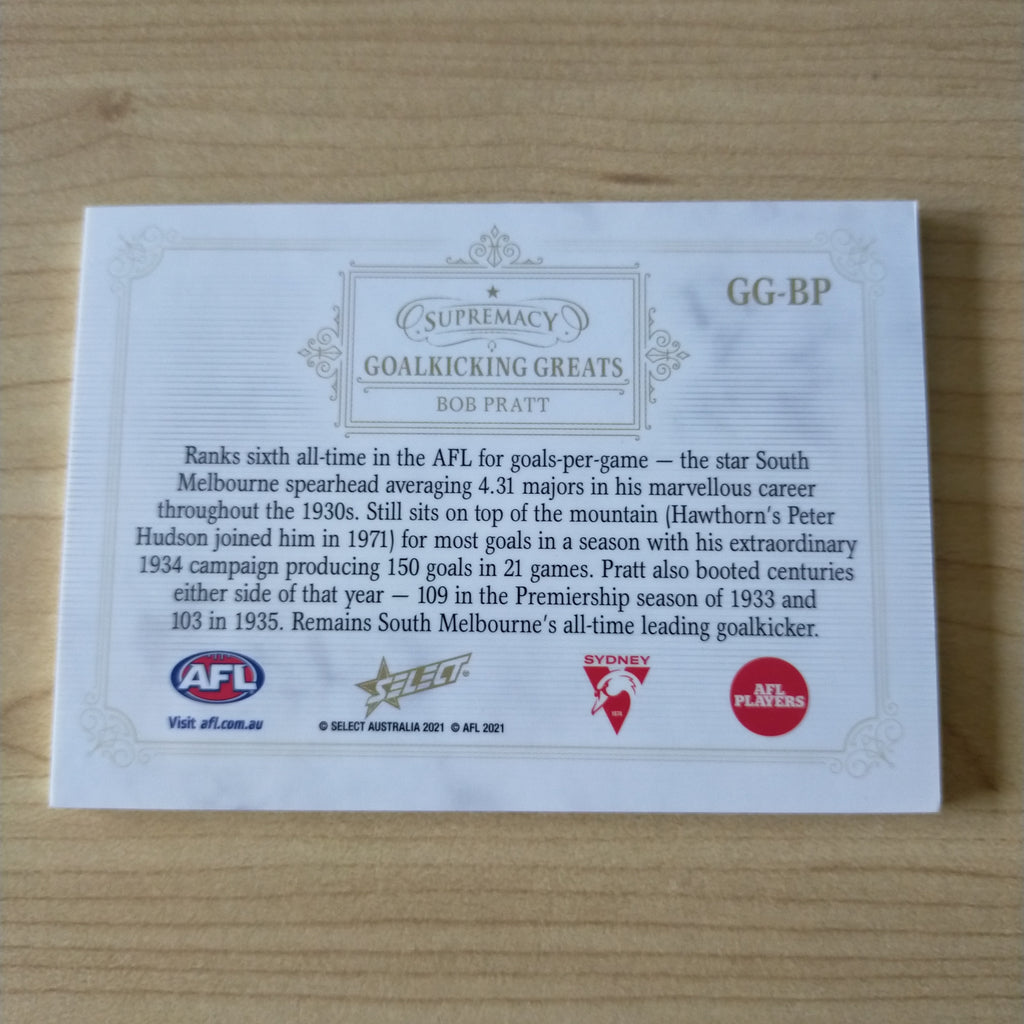 GG-BP
SUPREMACY
GOALKICKING GREATS
BOB PRATT
Ranks sixth all-time in the AFL for goals-per-game — the star South
Melbourne spearhead averaging 4.31 majors in his marvellous career
throughout the 1930s. Still sits on top of the mountain (Hawthorn's Peter
Hudson joined him in 1971) for most goals in a season with his extraordinary
1934 campaign producing 150 goals in 21 games. Pratt also booted centuries
either side of that year — 109 in the Premiership season of 1933 and
103 in 1935. Remains South Melbourne's all-time leading goalkicker.
AFL
Visit afl.com.au
SELECT
© SELECT AUSTRALIA 2021 © AFL 2021
SYDNEY
1874
AFL
PLAYERS